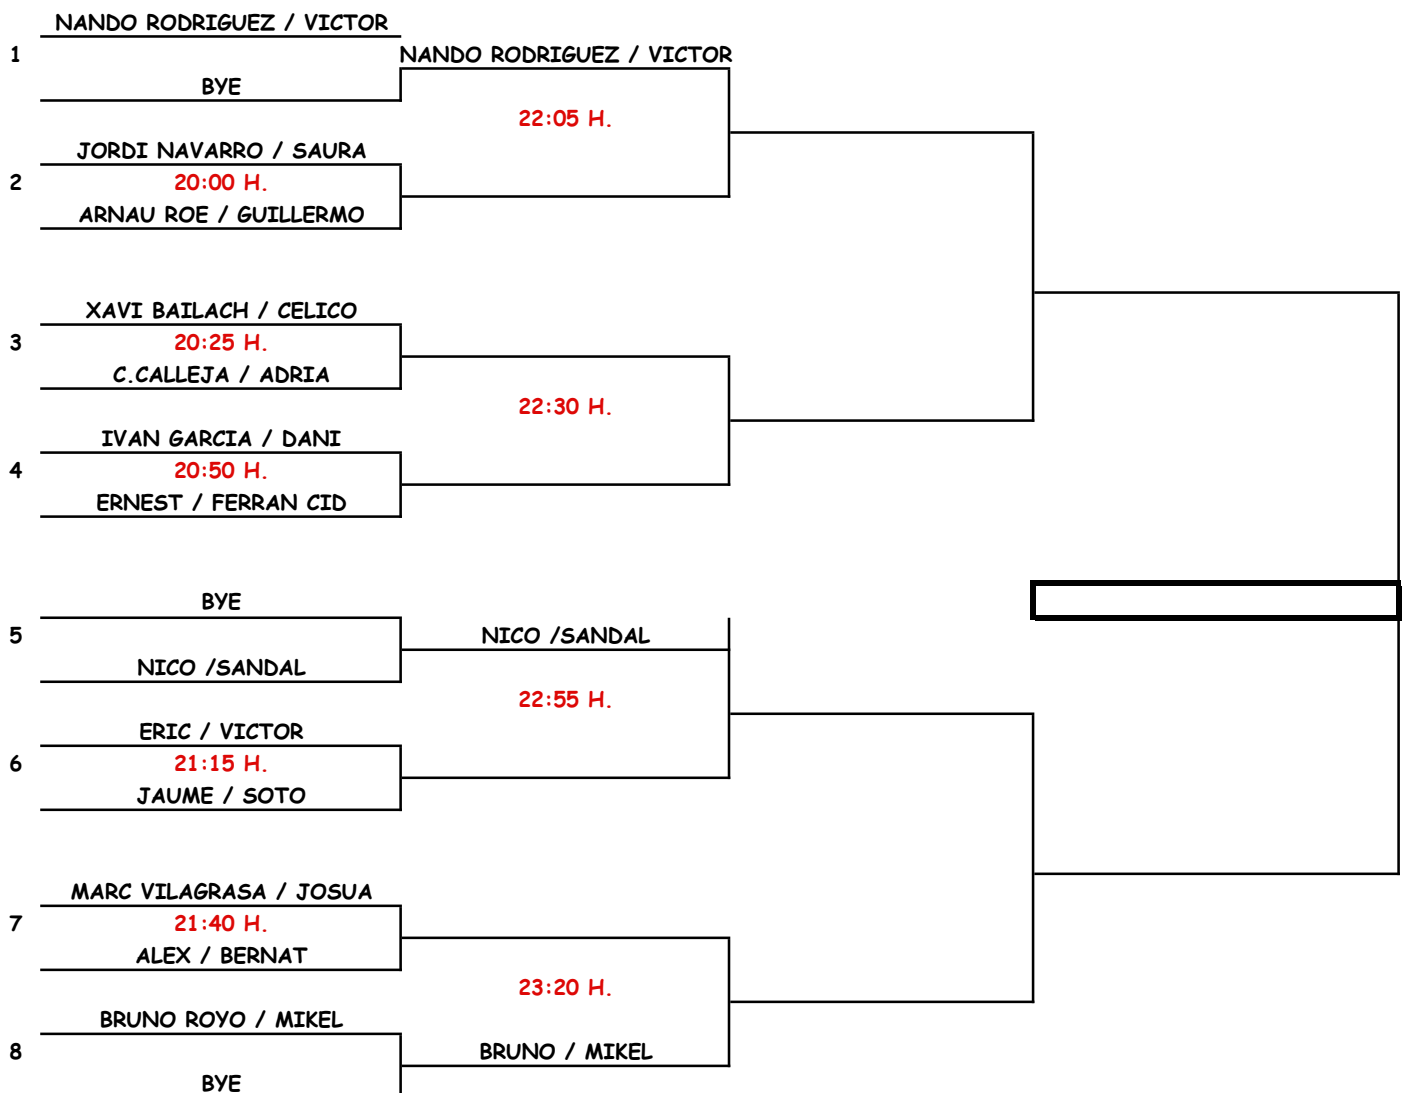 NANDO RODRIGUEZ / VICTOR
1
NANDO RODRIGUEZ / VICTOR
BYE
22:05 H.
JORDI NAVARRO / SAURA
2
20:00 H.
ARNAU ROE / GUILLERMO
XAVI BAILACH / CELICO
3
20:25 H.
C.CALLEJA / ADRIA
22:30 H.
IVAN GARCIA / DANI
4
20:50 H.
ERNEST / FERRAN CID
BYE
5
NICO /SANDAL
NICO /SANDAL
22:55 H.
ERIC / VICTOR
6
21:15 H.
JAUME / SOTO
MARC VILAGRASA / JOSUA
7
21:40 H.
ALEX / BERNAT
23:20 H.
BRUNO ROYO / MIKEL
8
BRUNO / MIKEL
BYE